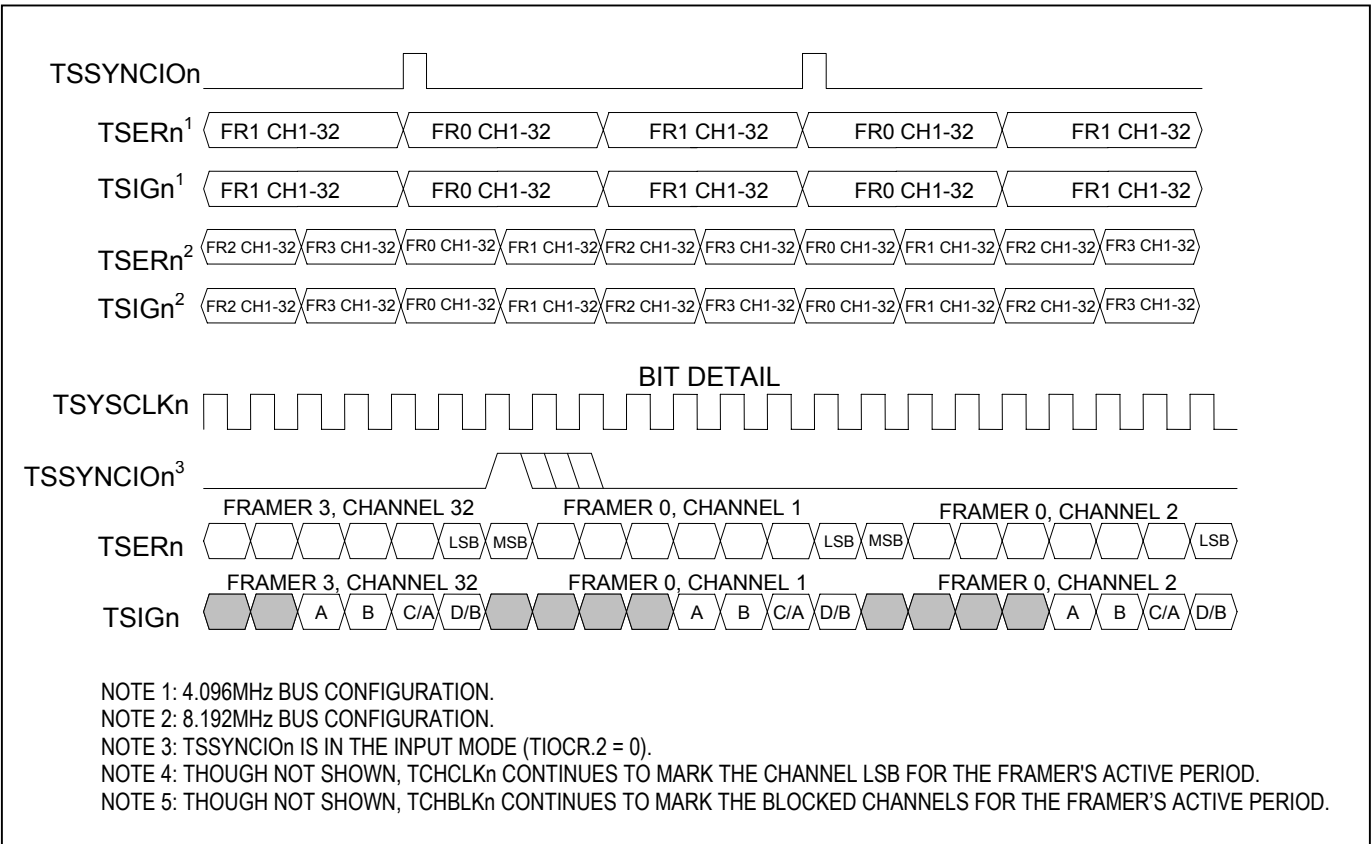 TSSYNCIOn
TSERn1 FR1 CH1-32 FR0 CH1-32 FR1 CH1-32 FR0 CH1-32 FR1 CH1-32
TSIGn1 FR1 CH1-32 FR0 CH1-32 FR1 CH1-32 FR0 CH1-32 FR1 CH1-32
TSERn2 FR2 CH1-32 FR3 CH1-32 FR0 CH1-32 FR1 CH1-32 FR2 CH1-32 FR3 CH1-32 FR0 CH1-32 FR1 CH1-32 FR2 CH1-32 FR3 CH1-32
TSIGn2 FR2 CH1-32 FR3 CH1-32 FR0 CH1-32 FR1 CH1-32 FR2 CH1-32 FR3 CH1-32 FR0 CH1-32 FR1 CH1-32 FR2 CH1-32 FR3 CH1-32
BIT DETAIL
TSYSCLKn
TSSYNCIOn3
FRAMER 3, CHANNEL 32 FRAMER 0, CHANNEL 1 FRAMER 0, CHANNEL 2
TSERn LSB MSB LSB MSB LSB
FRAMER 3, CHANNEL 32 FRAMER 0, CHANNEL 1 FRAMER 0, CHANNEL 2
TSIGn A B C/A D/B A B C/A D/B A B C/A D/B
NOTE 1: 4.096MHz BUS CONFIGURATION.
NOTE 2: 8.192MHz BUS CONFIGURATION.
NOTE 3: TSSYNCIOn IS IN THE INPUT MODE (TIOCR.2 = 0).
NOTE 4: THOUGH NOT SHOWN, TCHCLKn CONTINUES TO MARK THE CHANNEL LSB FOR THE FRAMER'S ACTIVE PERIOD.
NOTE 5: THOUGH NOT SHOWN, TCHBLKn CONTINUES TO MARK THE BLOCKED CHANNELS FOR THE FRAMER’S ACTIVE PERIOD.